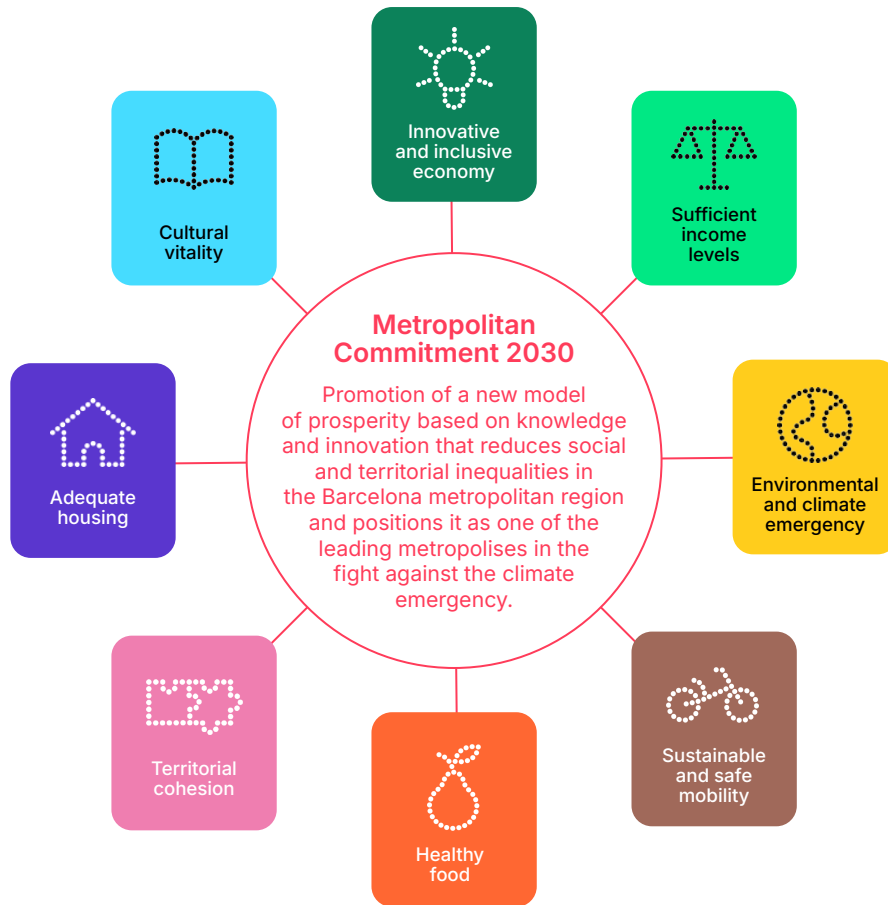 Innovative
and inclusive
economy
Cultural
vitality
Sufficient
income
levels
Metropolitan
Commitment 2030
Promotion of a new model
of prosperity based on knowledge
and innovation that reduces social
and territorial inequalities in
the Barcelona metropolitan region
and positions it as one of the
leading metropolises in the
fight against the climate
emergency.
Adequate
housing
Environmental
and climate
emergency
Territorial
cohesion
Sustainable
and safe
mobility
Healthy
food